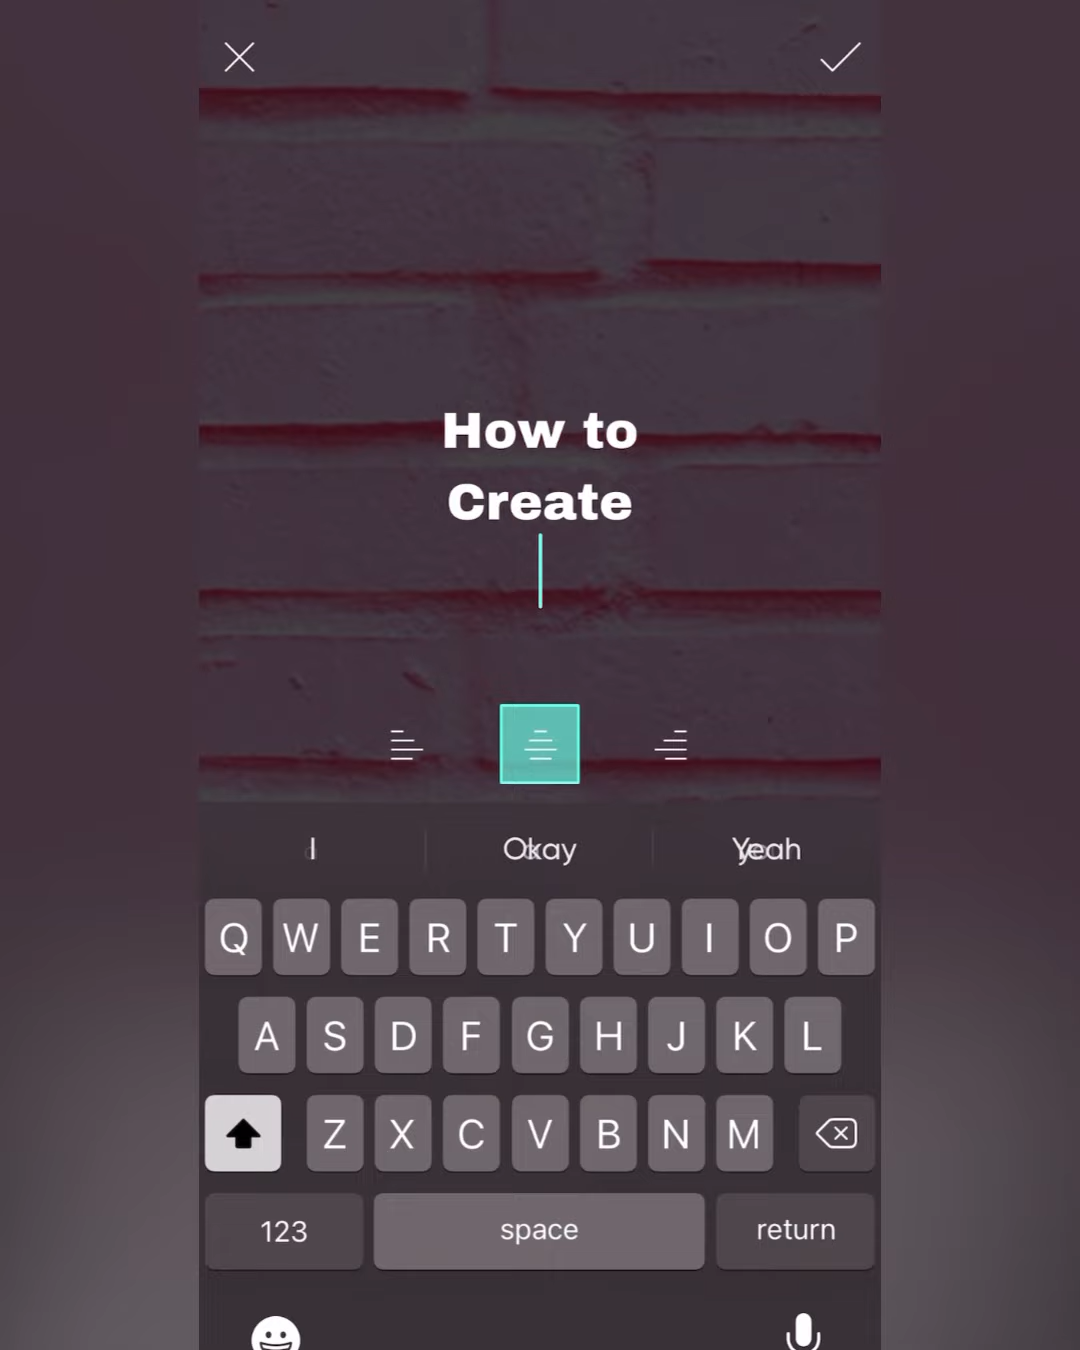 How to
Create
I Okay Yeah
Q W E R T Y U I O P
A S D F G H J K L
Z X C V B N M
123 space return